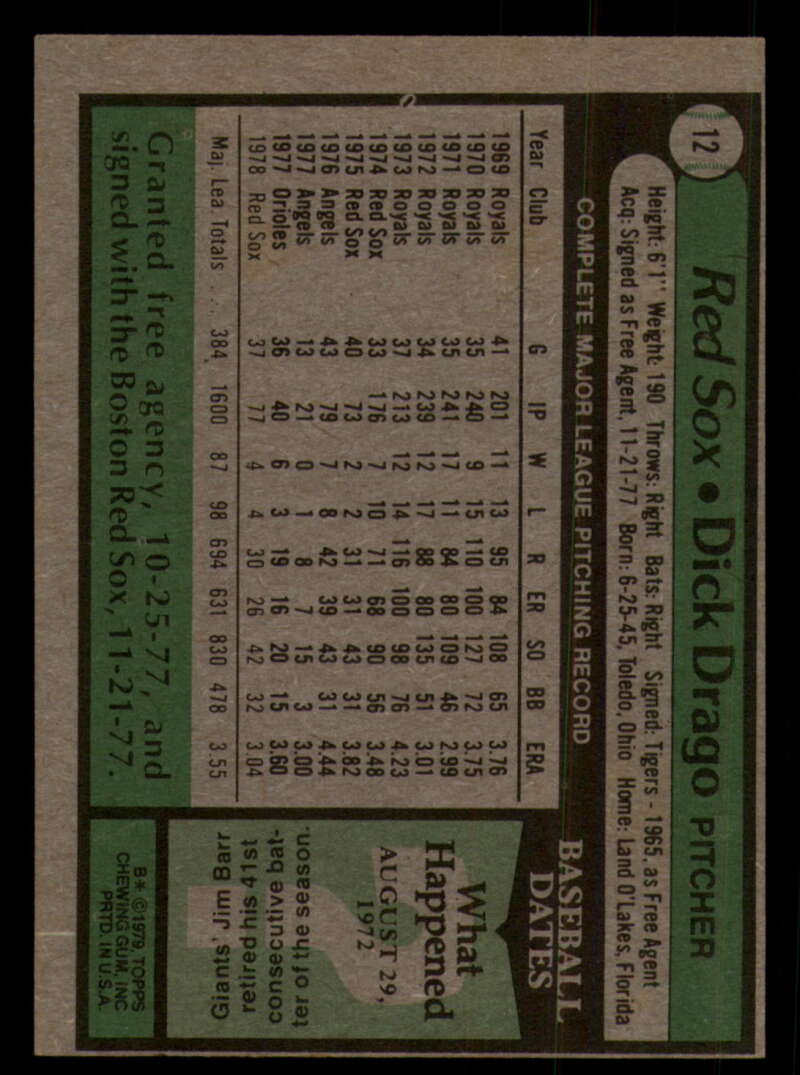 12
Red Sox • Dick Drago PITCHER
Height: 6'1" Weight: 190 Throws: Right Bats: Right Signed: Tigers - 1965, as Free Agent
Acq: Signed as Free Agent, 11-21-77 Born: 6-25-45, Toledo, Ohio Home: Land O'Lakes, Florida
COMPLETE MAJOR LEAGUE PITCHING RECORD
Year Club G IP W L R ER SO BB ERA
1969 Royals 41 201 11 13 95 84 108 65 3.76
1970 Royals 35 240 9 15 110 100 127 72 3.75
1971 Royals 35 241 17 11 84 80 109 46 2.99
1972 Royals 34 239 12 17 88 80 135 51 3.01
1973 Royals 37 213 12 14 116 100 98 76 4.23
1974 Red Sox 33 176 7 10 71 68 90 56 3.48
1975 Red Sox 40 73 2 2 31 31 43 31 3.82
1976 Angels 43 79 7 8 42 39 43 31 4.44
1977 Angels 13 21 0 1 8 7 15 3 3.00
1977 Orioles 36 40 6 3 19 16 20 15 3.60
1978 Red Sox 37 77 4 4 30 26 42 32 3.04
Maj. Lea Totals ... 384 1600 87 98 694 631 830 478 3.55
Granted free agency, 10-25-77, and
signed with the Boston Red Sox, 11-21-77.
BASEBALL
DATES
What
Happened
AUGUST 29,
1972
Giants' Jim Barr
retired his 41st
consecutive bat-
ter of the season.
B* ©1979, TOPPS
CHEWING GUM, INC
PRTD. IN U.S.A.